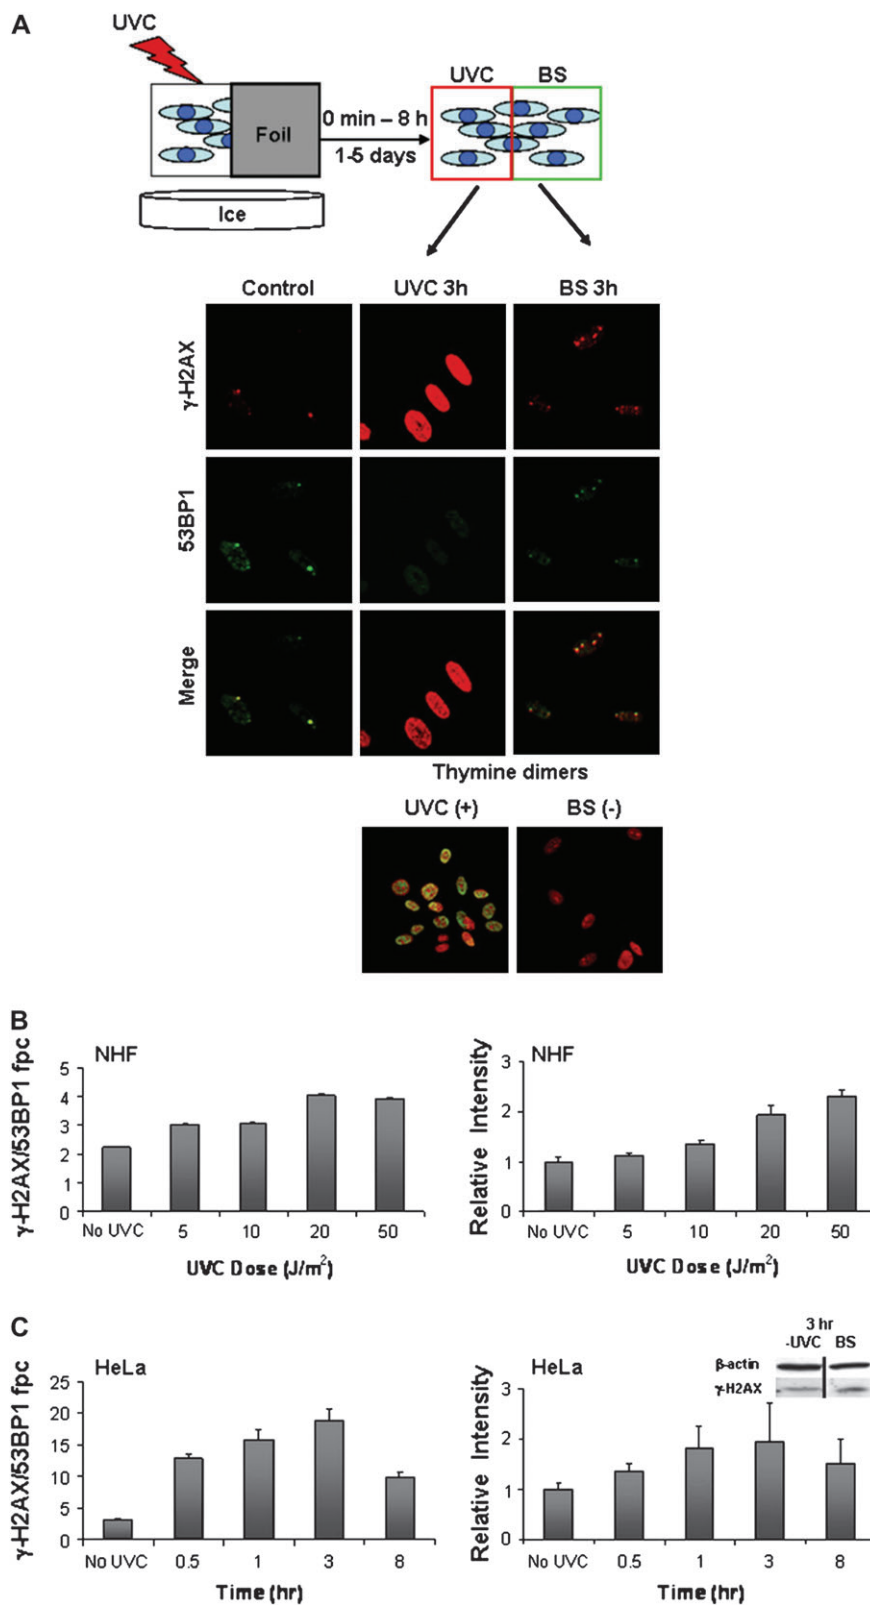 A
UVC
Foil
Ice
0 min – 8 h
1-5 days
UVC BS
Control UVC 3h BS 3h
γ-H2AX
53BP1
Merge
Thymine dimers
UVC (+) BS (-)
B
γ-H2AX/53BP1 fpc
NHF
5
4
3
2
1
0
No UVC 5 10 20 50
UVC Dose (J/m²)
Relative Intensity
NHF
3
2
1
0
No UVC 5 10 20 50
UVC Dose (J/m²)
C
γ-H2AX/53BP1 fpc
HeLa
25
20
15
10
5
0
No UVC 0.5 1 3 8
Time (hr)
Relative Intensity
HeLa
3 hr
-UVC BS
β-actin
γ-H2AX
3
2
1
0
No UVC 0.5 1 3 8
Time (hr)